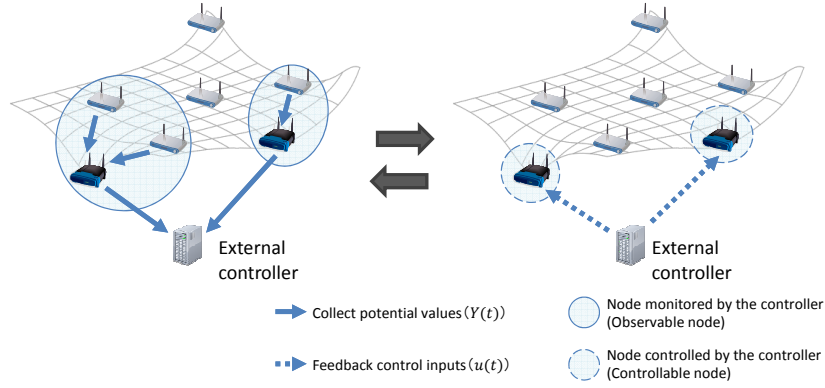 External
controller
External
controller
Collect potential values(Y(t))
Node monitored by the controller
(Observable node)
Feedback control inputs(u(t))
Node controlled by the controller
(Controllable node)